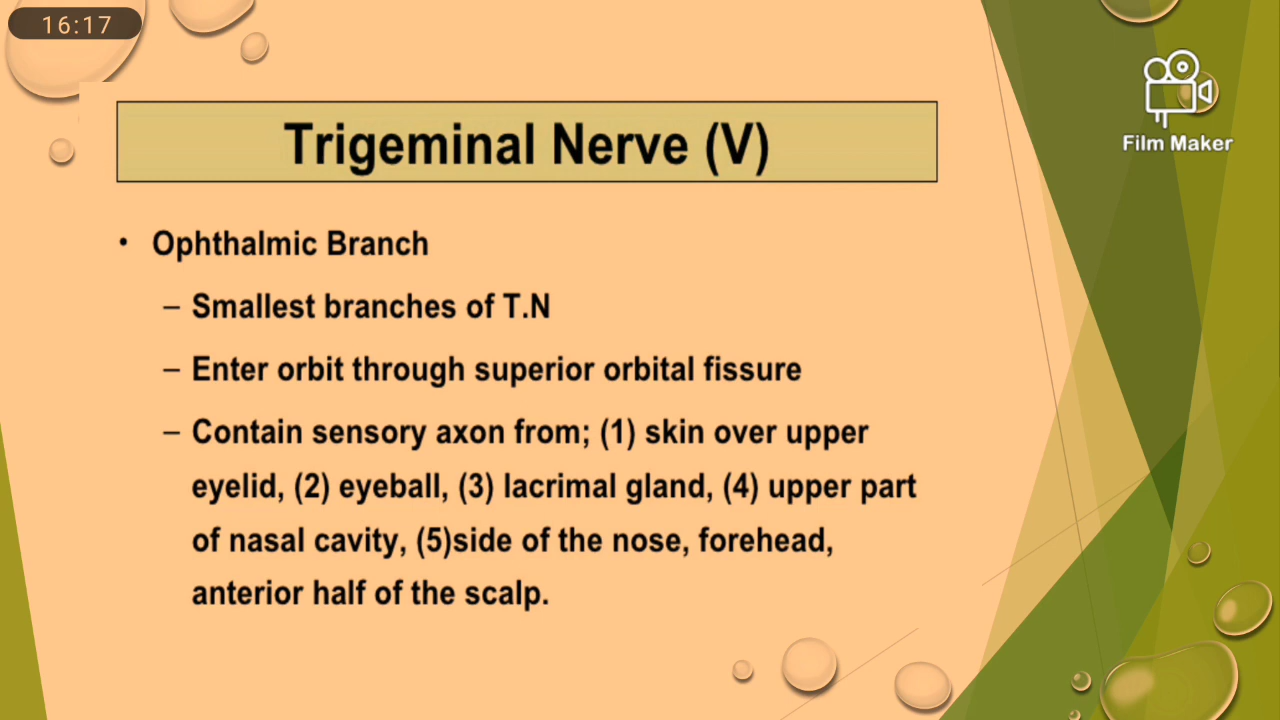 16:17
Film Maker
Trigeminal Nerve (V)
• Ophthalmic Branch
– Smallest branches of T.N
– Enter orbit through superior orbital fissure
– Contain sensory axon from; (1) skin over upper
eyelid, (2) eyeball, (3) lacrimal gland, (4) upper part
of nasal cavity, (5)side of the nose, forehead,
anterior half of the scalp.